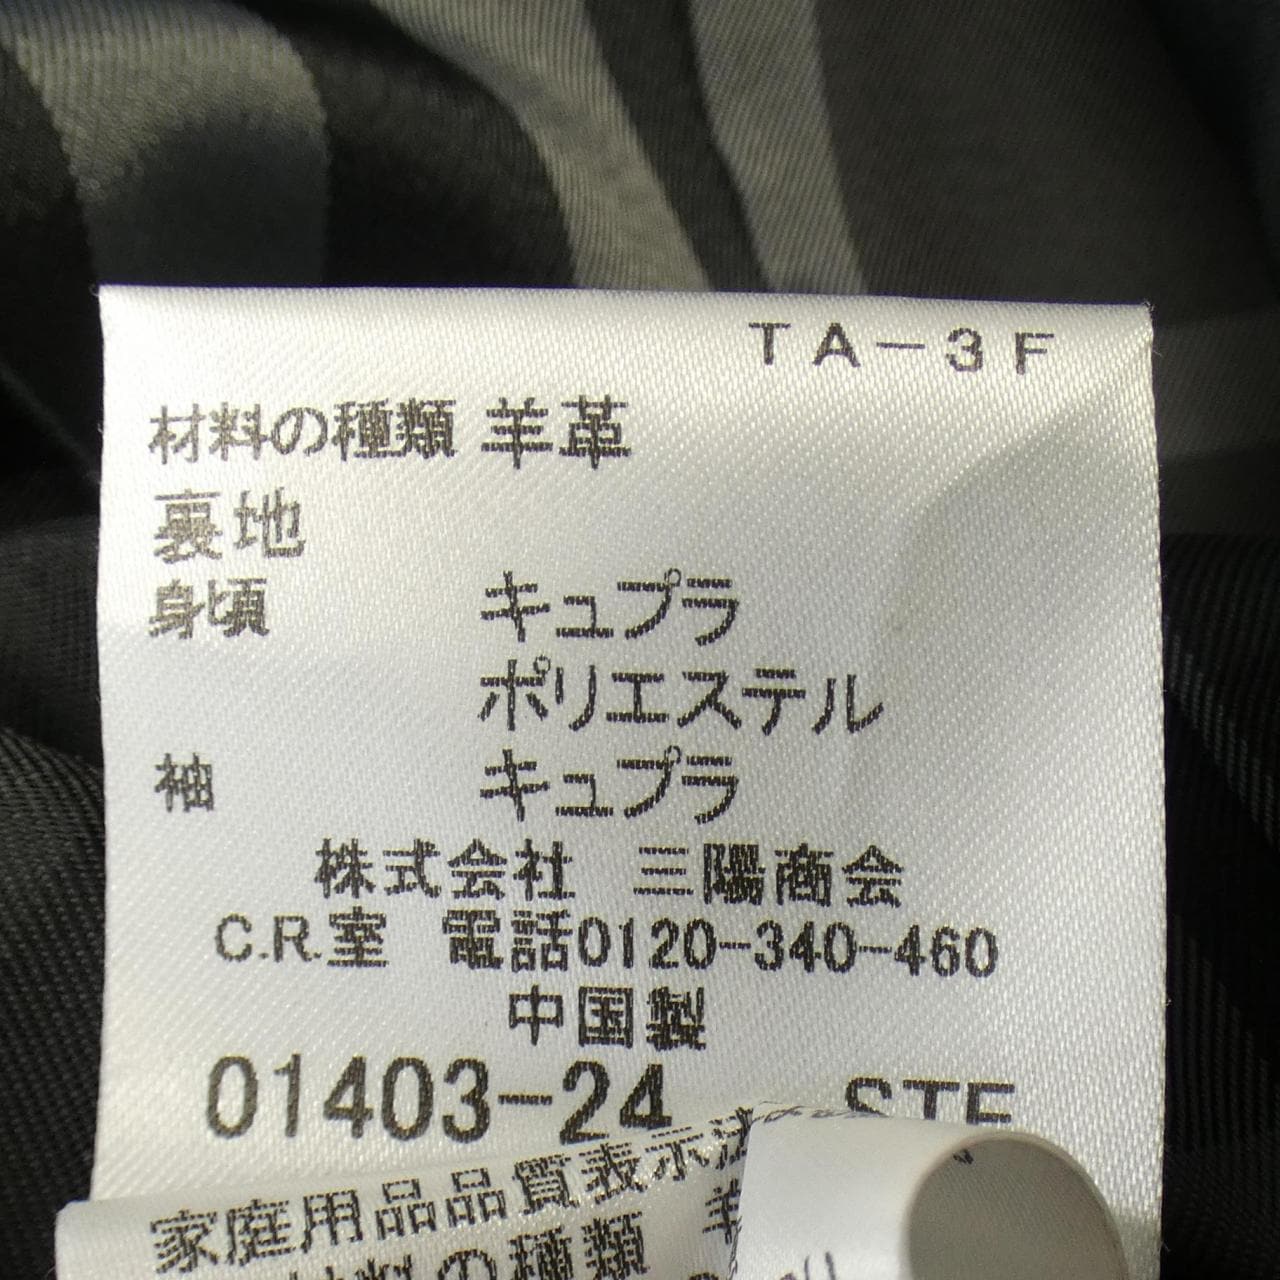 TA-3F
材料の種類 羊革
裏地
身頃 キュプラ
ポリエステル
袖 キュプラ
株式会社 三陽商会
C.R.室 電話0120-340-460
中国製
01403-24
家庭用品品質表示法
の種類